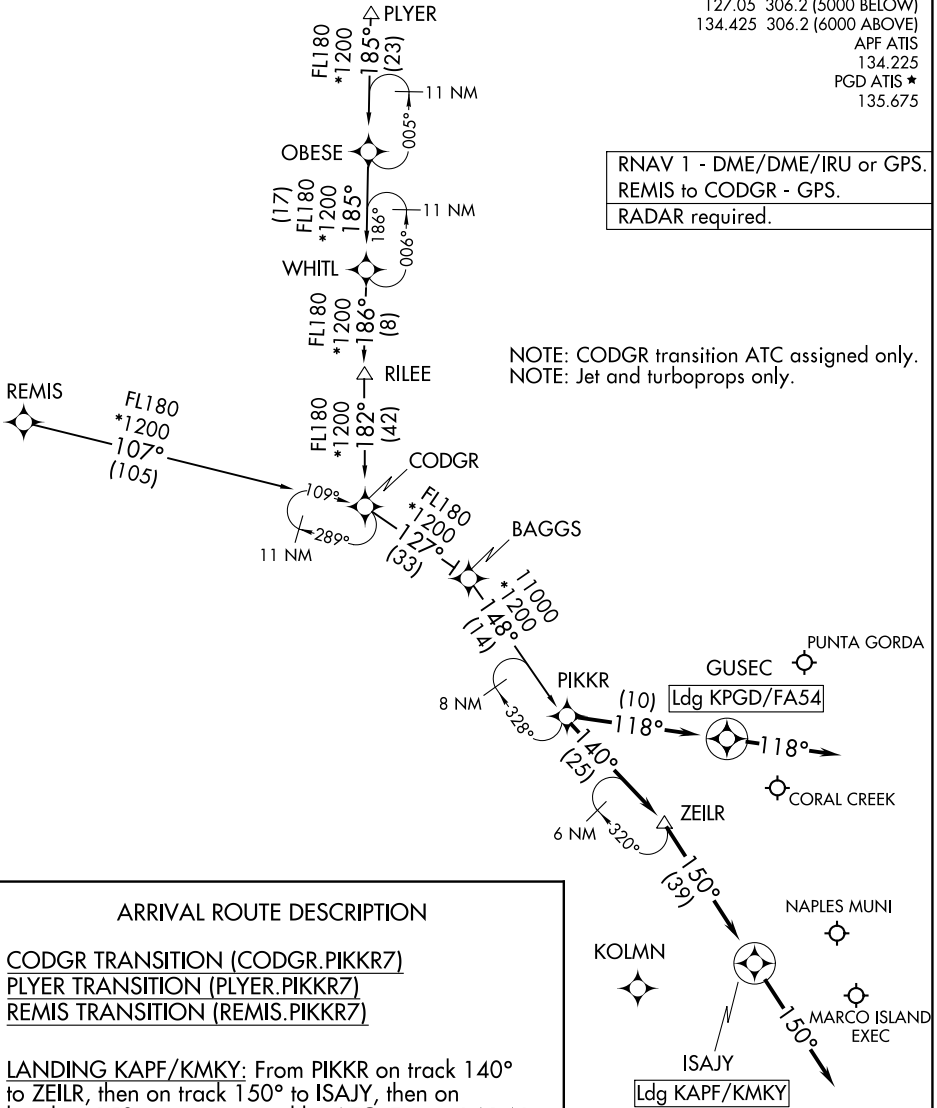 127.05 306.2 (5000 BELOW)
134.425 306.2 (6000 ABOVE)
APF ATIS
134.225
PGD ATIS ★
135.675
RNAV 1 - DME/DME/IRU or GPS.
REMIS to CODGR - GPS.
RADAR required.
NOTE: CODGR transition ATC assigned only.
NOTE: Jet and turboprops only.
PLYER
FL180
*1200
185°
(23)
11 NM
005°
OBESE
(17)
FL180
*1200
185°
186°
11 NM
006°
WHITL
FL180
*1200
186°
(8)
RILEE
FL180
*1200
182°
(42)
REMIS
FL180
*1200
107°
(105)
CODGR
109°
289°
11 NM
FL180
*1200
127°
(33)
BAGGS
11000
*1200
148°
(14)
PIKKR
8 NM
328°
(10)
118°
GUSEC
Ldg KPGD/FA54
118°
PUNTA GORDA
CORAL CREEK
140°
(25)
ZEILR
6 NM
320°
150°
(39)
NAPLES MUNI
KOLMN
MARCO ISLAND
EXEC
150°
ISAJY
Ldg KAPF/KMKY
ARRIVAL ROUTE DESCRIPTION
CODGR TRANSITION (CODGR.PIKKR7)
PLYER TRANSITION (PLYER.PIKKR7)
REMIS TRANSITION (REMIS.PIKKR7)
LANDING KAPF/KMKY: From PIKKR on track 140°
to ZEILR, then on track 150° to ISAJY, then on